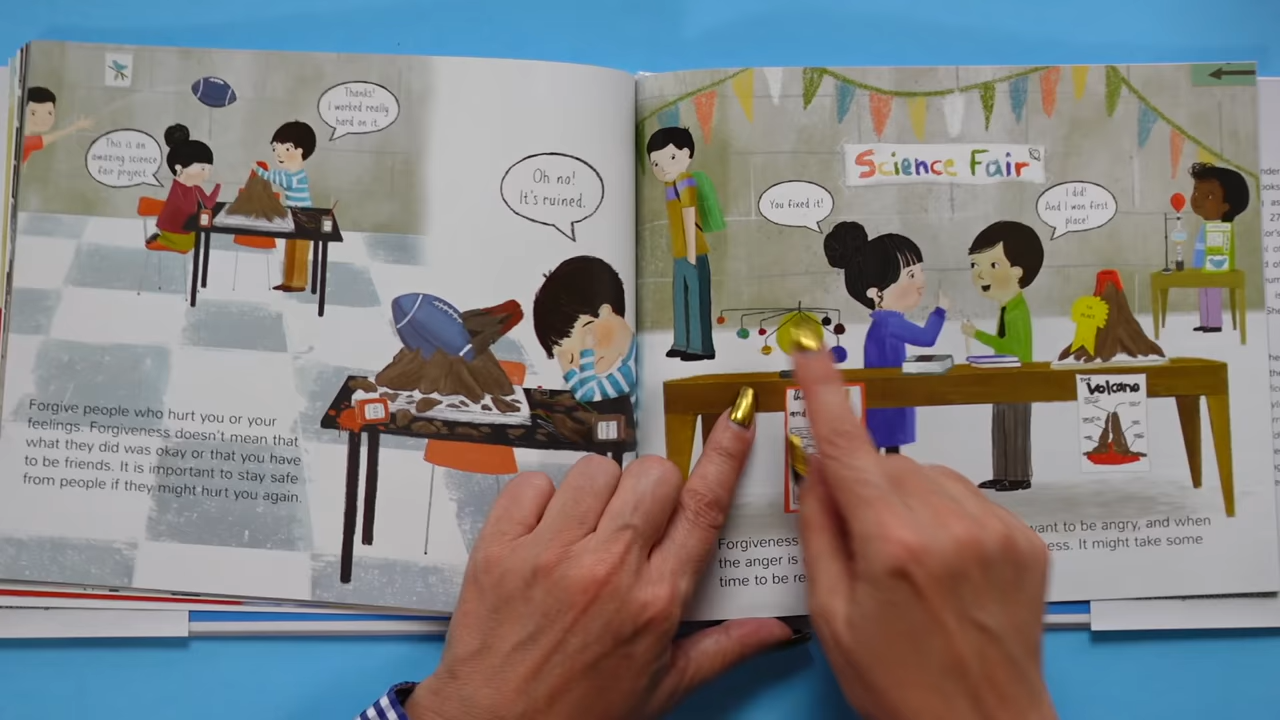 This is an
amazing science
fair project.
Thanks!
I worked really
hard on it.
Oh no!
It's ruined.
Forgive people who hurt you or your
feelings. Forgiveness doesn't mean that
what they did was okay or that you have
to be friends. It is important to stay safe
from people if they might hurt you again.
Science Fair
You fixed it!
I did!
And I won first
place!
THE
Volcano
Forgiveness want to be angry, and when
the anger is It might take some
time to be